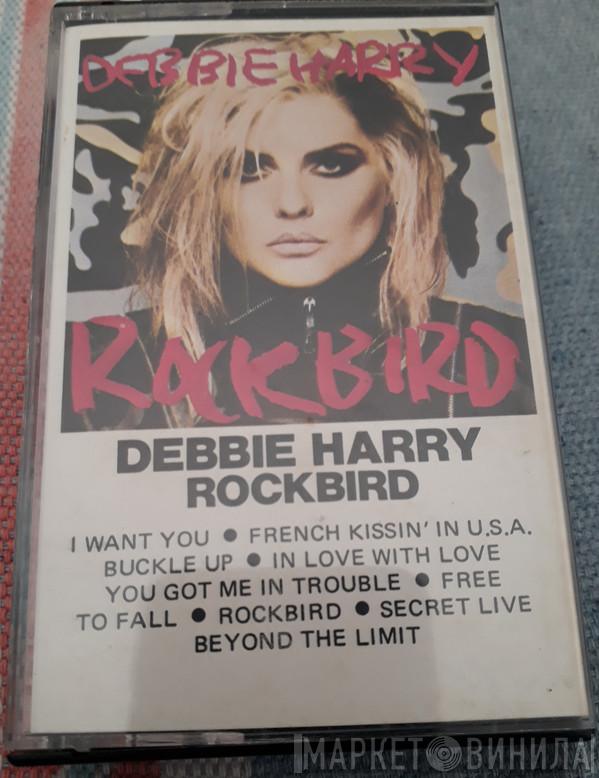 DEBBIE HARRY
ROCKBIRD
DEBBIE HARRY
ROCKBIRD
I WANT YOU ● FRENCH KISSIN' IN U.S.A.
BUCKLE UP ● IN LOVE WITH LOVE
YOU GOT ME IN TROUBLE ● FREE
TO FALL ● ROCKBIRD ● SECRET LIVE
BEYOND THE LIMIT
МАРКЕТ ВИНИЛА